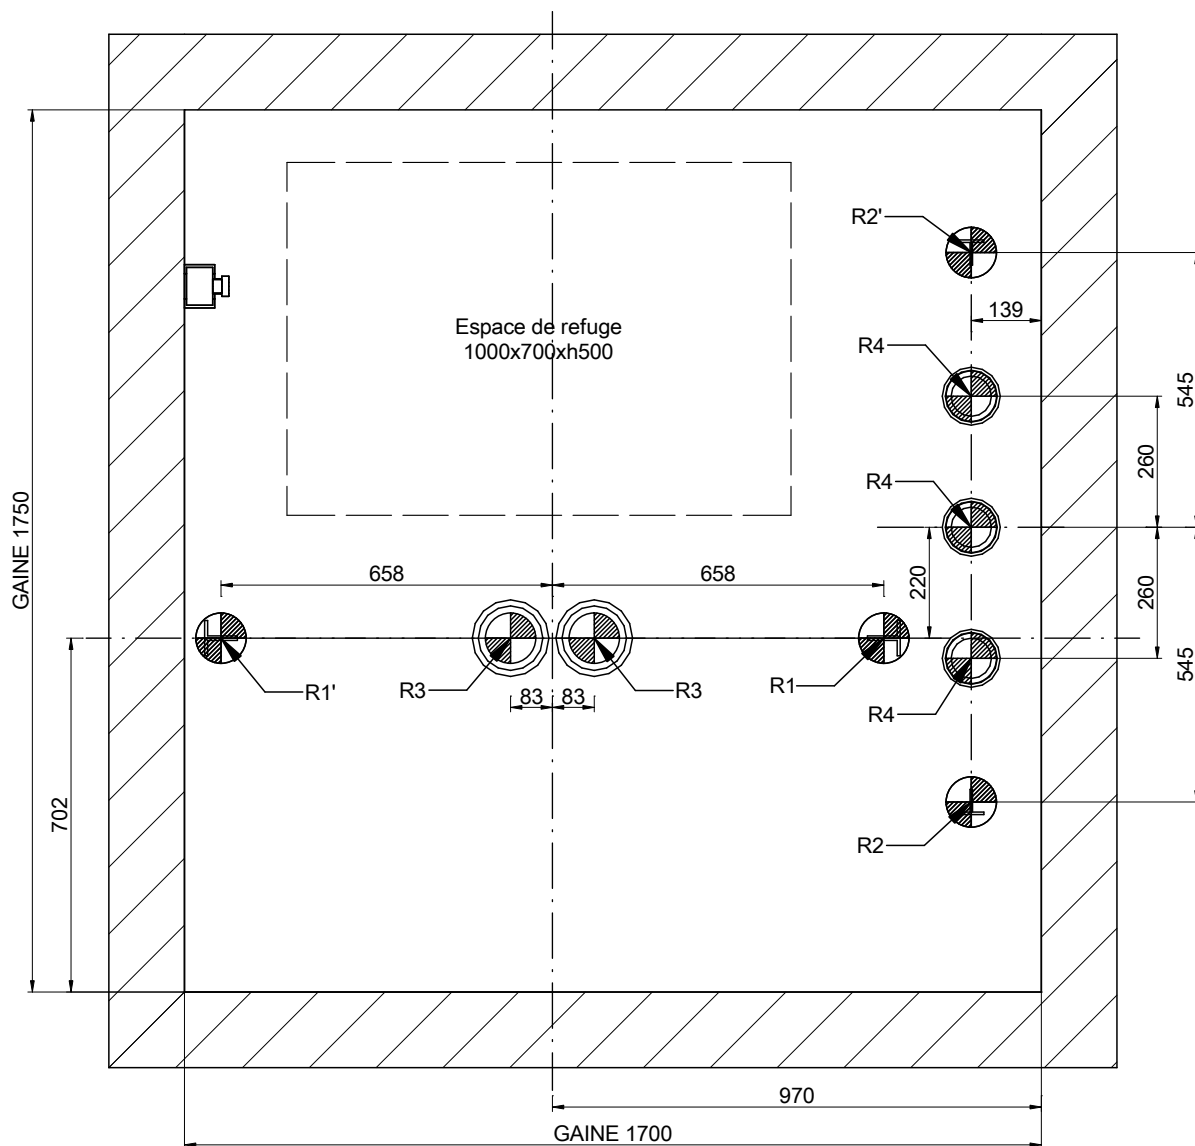 R2'
139
Espace de refuge
1000x700xh500
R4
545
260
R4
GAINE 1750
658
658
220
260
R1'
R3
R3
R1
545
83
83
R4
702
R2
970
GAINE 1700